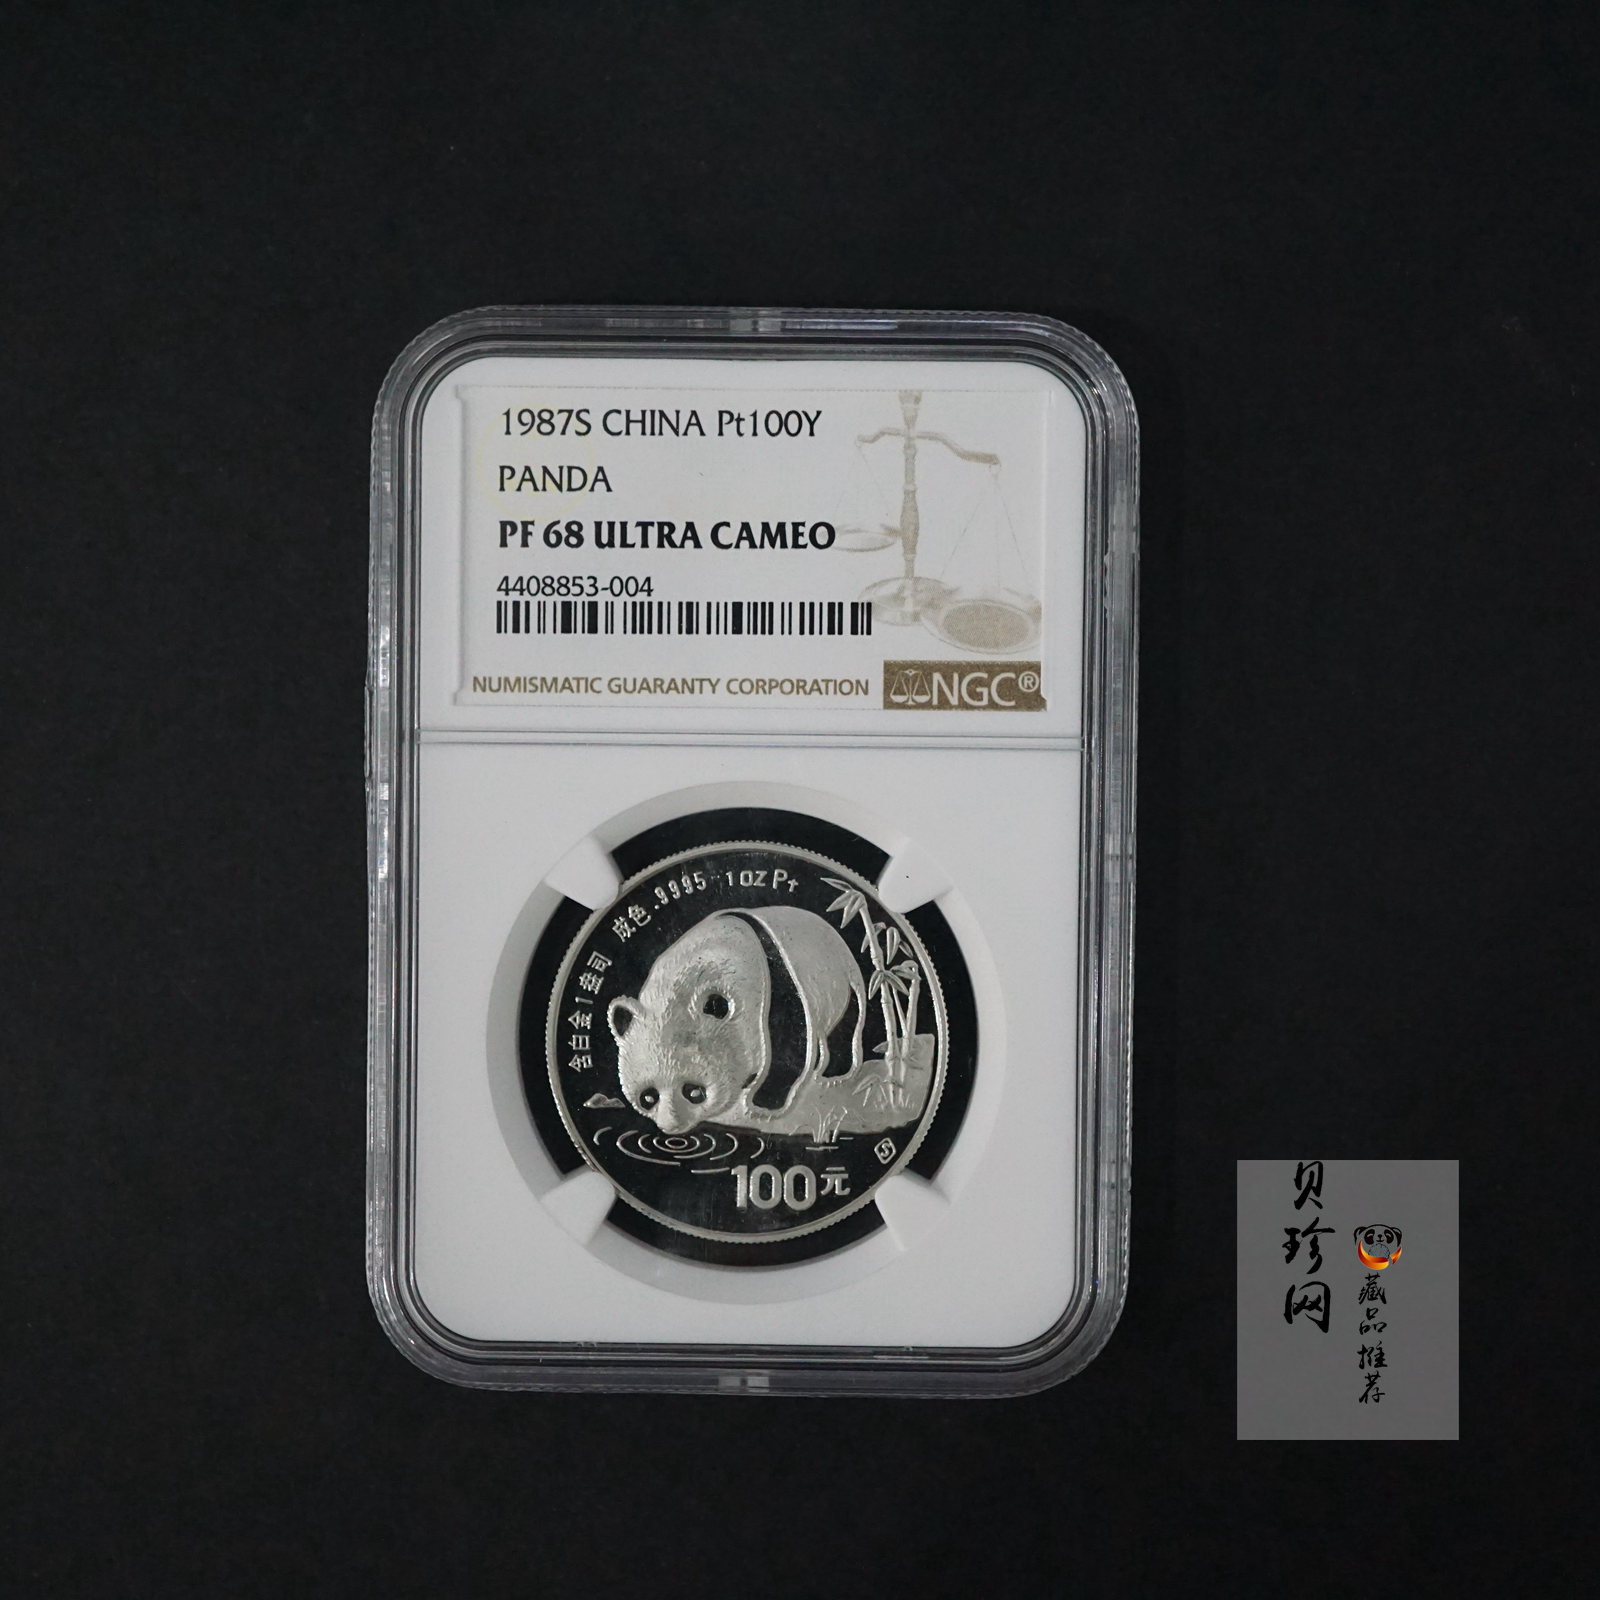 1987S CHINA Pt100Y
PANDA
PF 68 ULTRA CAMEO
4408853-004
NUMISMATIC GUARANTY CORPORATION
NGC®
含白金1盎司 成色.9995 1OZ Pt
S
100元
贝珍网
藏品推荐